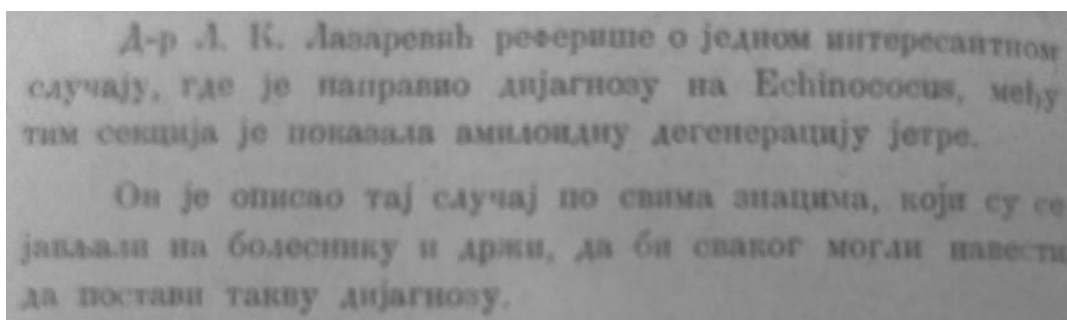 Д-р Л. К. Лазаревић реферише о једном интересантном
случају, где је направио дијагнозу на Echinococus, међу
тим секција је показала амилоидну дегенерацију јетре.
Он је описао тај случај по свима знацима, који су се
јављали на болеснику и држи, да би сваког могли навести
да постави такву дијагнозу.